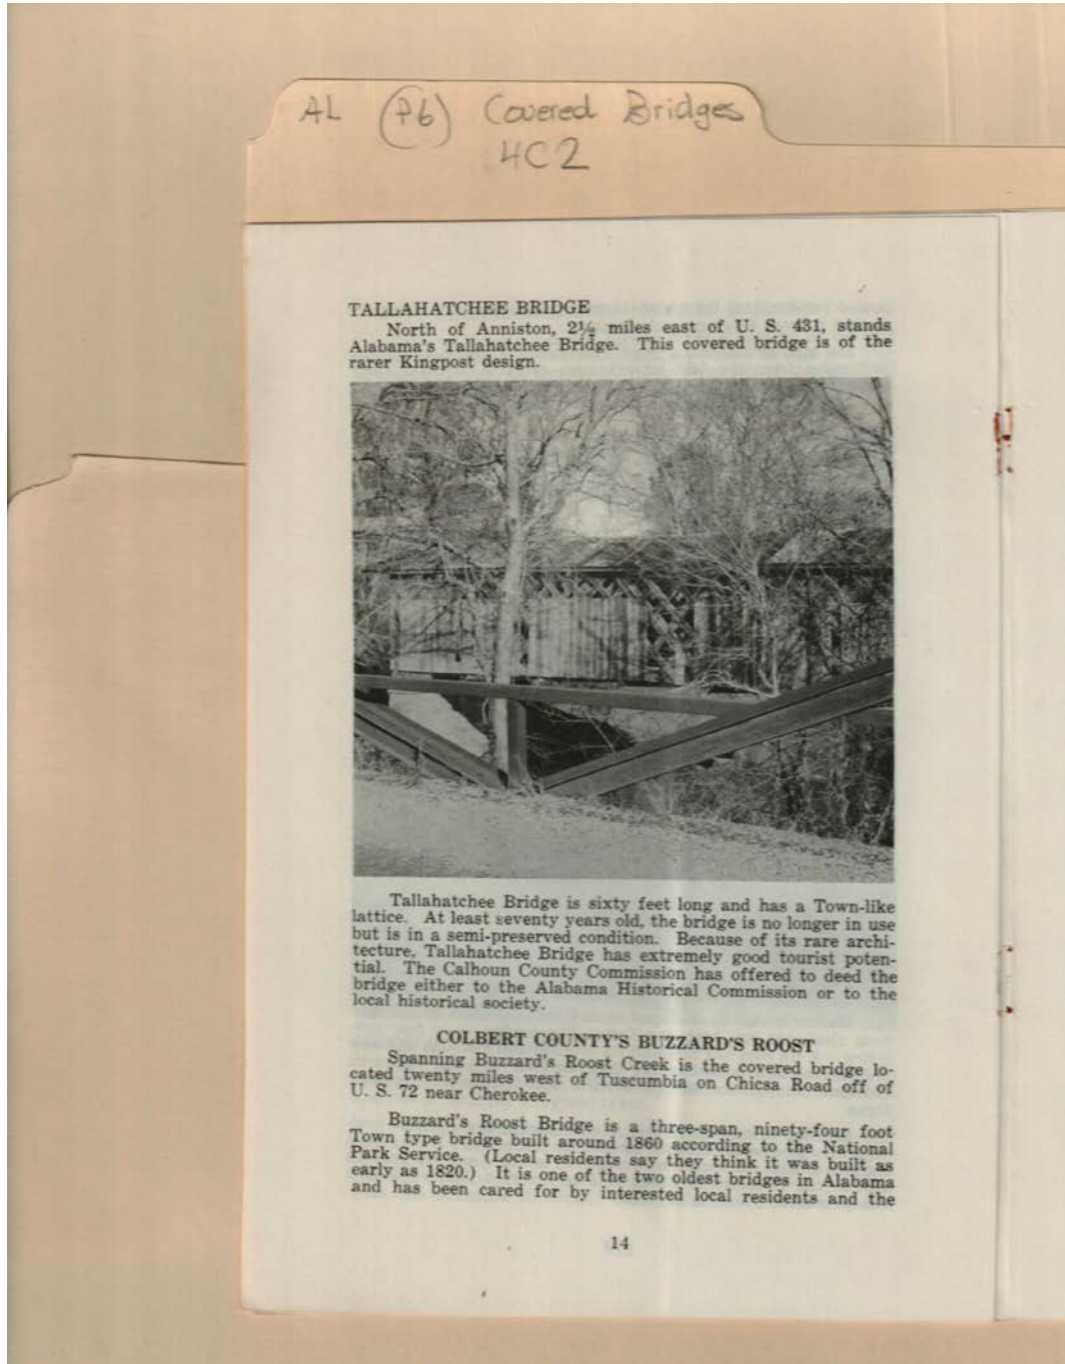 AL (P6) Covered Bridges
4C2
TALLAHATCHEE BRIDGE
North of Anniston, 2½ miles east of U. S. 431, stands
Alabama's Tallahatchee Bridge. This covered bridge is of the
rarer Kingpost design.
Tallahatchee Bridge is sixty feet long and has a Town-like
lattice. At least seventy years old, the bridge is no longer in use
but is in a semi-preserved condition. Because of its rare archi-
tecture, Tallahatchee Bridge has extremely good tourist poten-
tial. The Calhoun County Commission has offered to deed the
bridge either to the Alabama Historical Commission or to the
local historical society.
COLBERT COUNTY'S BUZZARD'S ROOST
Spanning Buzzard's Roost Creek is the covered bridge lo-
cated twenty miles west of Tuscumbia on Chicsa Road off of
U. S. 72 near Cherokee.
Buzzard's Roost Bridge is a three-span, ninety-four foot
Town type bridge built around 1860 according to the National
Park Service. (Local residents say they think it was built as
early as 1820.) It is one of the two oldest bridges in Alabama
and has been cared for by interested local residents and the
14